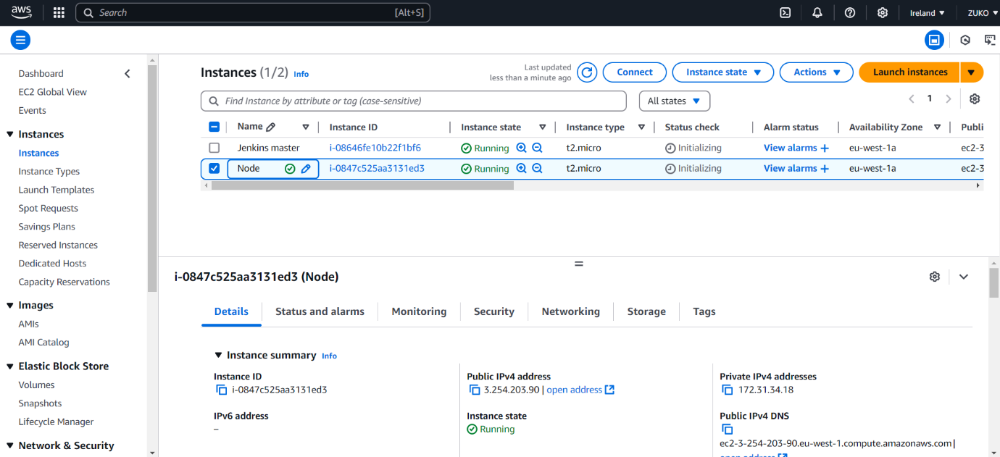 aws
Search [Alt+S]
Ireland ▼ ZUKO ▼
Dashboard
EC2 Global View
Events
Instances
Instances
Instance Types
Launch Templates
Spot Requests
Savings Plans
Reserved Instances
Dedicated Hosts
Capacity Reservations
Images
AMIs
AMI Catalog
Elastic Block Store
Volumes
Snapshots
Lifecycle Manager
Network & Security
Instances (1/2) Info
Last updated
less than a minute ago
Connect Instance state Actions Launch instances
Find Instance by attribute or tag (case-sensitive) All states 1
Name Instance ID Instance state Instance type Status check Alarm status Availability Zone Publi
Jenkins master i-08646fe10b22f1bf6 Running t2.micro Initializing View alarms + eu-west-1a ec2-3
Node i-0847c525aa3131ed3 Running t2.micro Initializing View alarms + eu-west-1a ec2-3
i-0847c525aa3131ed3 (Node)
Details Status and alarms Monitoring Security Networking Storage Tags
Instance summary Info
Instance ID
i-0847c525aa3131ed3
IPv6 address
–
Public IPv4 address
3.254.203.90 | open address
Instance state
Running
Private IPv4 addresses
172.31.34.18
Public IPv4 DNS
ec2-3-254-203-90.eu-west-1.compute.amazonaws.com |
open address